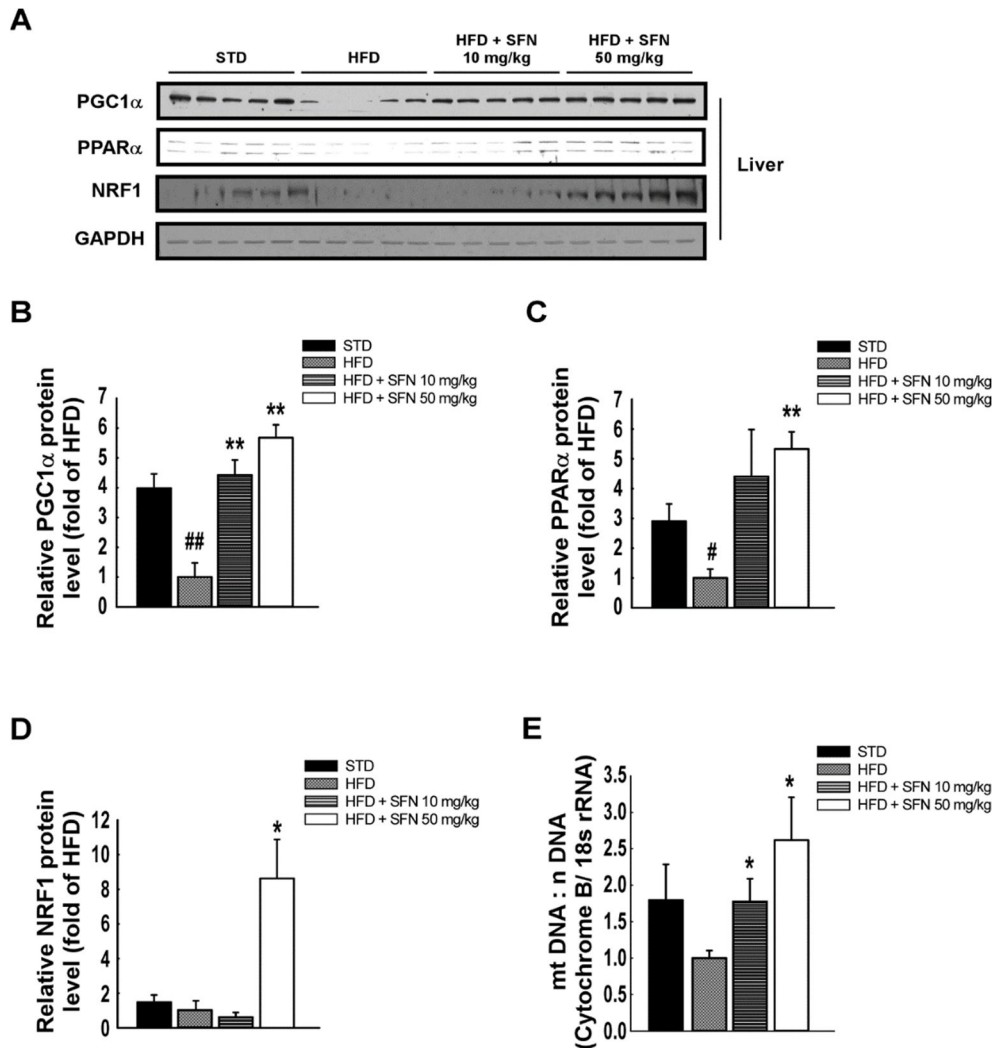 A
STD
HFD
HFD + SFN
10 mg/kg
HFD + SFN
50 mg/kg
PGC1α
PPARα
NRF1
GAPDH
Liver
B
STD
HFD
HFD + SFN 10 mg/kg
HFD + SFN 50 mg/kg
Relative PGC1α protein
level (fold of HFD)
7
6
5
4
3
2
1
0
##
**
**
C
STD
HFD
HFD + SFN 10 mg/kg
HFD + SFN 50 mg/kg
Relative PPARα protein
level (fold of HFD)
7
6
5
4
3
2
1
0
#
**
D
STD
HFD
HFD + SFN 10 mg/kg
HFD + SFN 50 mg/kg
Relative NRF1 protein
level (fold of HFD)
12
10
8
6
4
2
0
*
E
STD
HFD
HFD + SFN 10 mg/kg
HFD + SFN 50 mg/kg
mt DNA : n DNA
(Cytochrome B/ 18s rRNA)
3.5
3.0
2.5
2.0
1.5
1.0
0.5
0.0
*
*